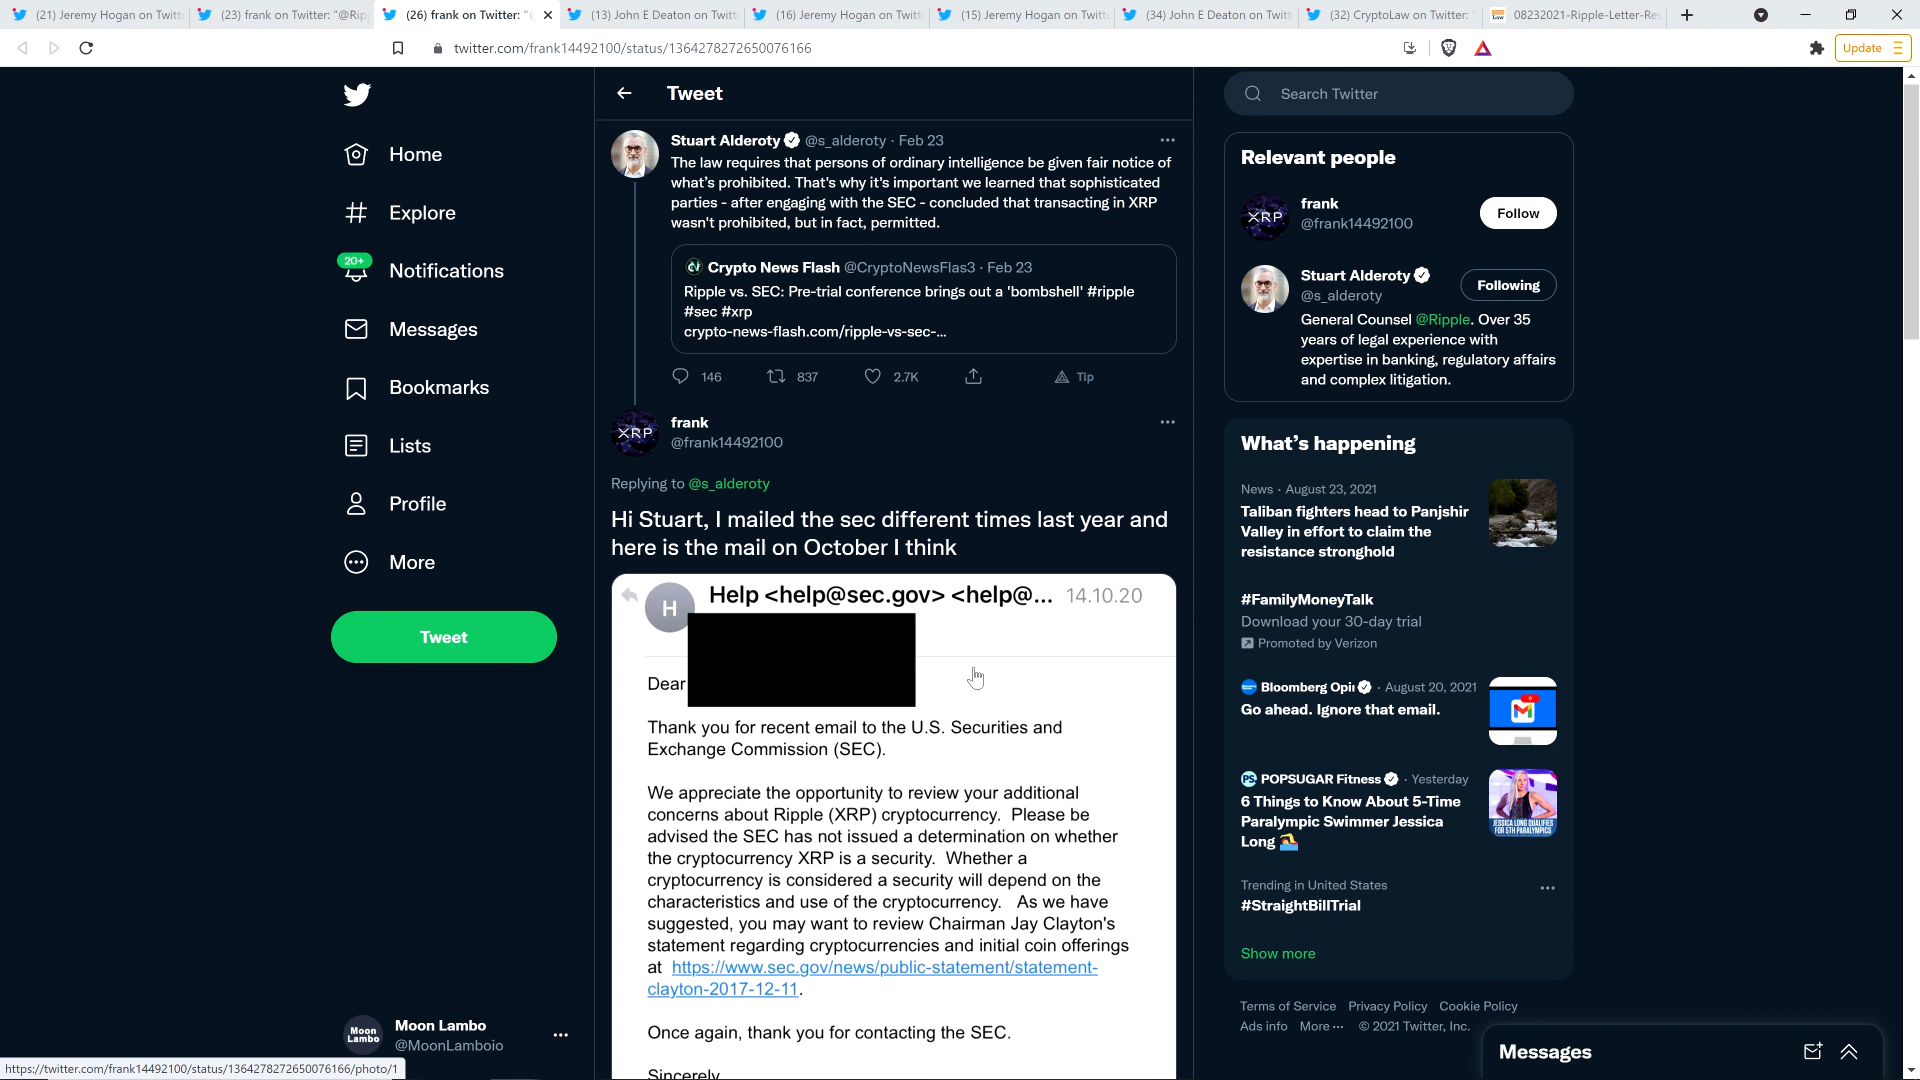 (21) Jeremy Hogan on Twitte
(23) frank on Twitter: "@Rip
(26) frank on Twitter: "
(13) John E Deaton on Twitt
(16) Jeremy Hogan on Twitt
(15) Jeremy Hogan on Twitt
(34) John E Deaton on Twitt
(32) CryptoLaw on Twitter: "
08232021-Ripple-Letter-Res
twitter.com/frank14492100/status/1364278272650076166
Update
Home
Explore
20+
Notifications
Messages
Bookmarks
Lists
Profile
More
Tweet
Moon Lambo
Moon Lambo
@MoonLamboio
https://twitter.com/frank14492100/status/1364278272650076166/photo/1
Tweet
Stuart Alderoty @s_alderoty · Feb 23
The law requires that persons of ordinary intelligence be given fair notice of
what's prohibited. That's why it's important we learned that sophisticated
parties - after engaging with the SEC - concluded that transacting in XRP
wasn't prohibited, but in fact, permitted.
Crypto News Flash @CryptoNewsFlas3 · Feb 23
Ripple vs. SEC: Pre-trial conference brings out a 'bombshell' #ripple
#sec #xrp
crypto-news-flash.com/ripple-vs-sec-...
146 837 2.7K Tip
XRP
frank
@frank14492100
Replying to @s_alderoty
Hi Stuart, I mailed the sec different times last year and
here is the mail on October I think
H
Help <help@sec.gov> <help@... 14.10.20
Dear
Thank you for recent email to the U.S. Securities and
Exchange Commission (SEC).
We appreciate the opportunity to review your additional
concerns about Ripple (XRP) cryptocurrency. Please be
advised the SEC has not issued a determination on whether
the cryptocurrency XRP is a security. Whether a
cryptocurrency is considered a security will depend on the
characteristics and use of the cryptocurrency. As we have
suggested, you may want to review Chairman Jay Clayton's
statement regarding cryptocurrencies and initial coin offerings
at https://www.sec.gov/news/public-statement/statement-
clayton-2017-12-11.
Once again, thank you for contacting the SEC.
Sincerely
Search Twitter
Relevant people
XRP
frank
@frank14492100
Follow
Stuart Alderoty
@s_alderoty
Following
General Counsel @Ripple. Over 35
years of legal experience with
expertise in banking, regulatory affairs
and complex litigation.
What's happening
News · August 23, 2021
Taliban fighters head to Panjshir
Valley in effort to claim the
resistance stronghold
#FamilyMoneyTalk
Download your 30-day trial
Promoted by Verizon
Bloomberg Opi · August 20, 2021
Go ahead. Ignore that email.
POPSUGAR Fitness · Yesterday
6 Things to Know About 5-Time
Paralympic Swimmer Jessica
Long
JESSICA LONG QUALIFIES
FOR 5TH PARALYMPICS
Trending in United States
#StraightBillTrial
Show more
Terms of Service Privacy Policy Cookie Policy
Ads info More ··· © 2021 Twitter, Inc.
Messages